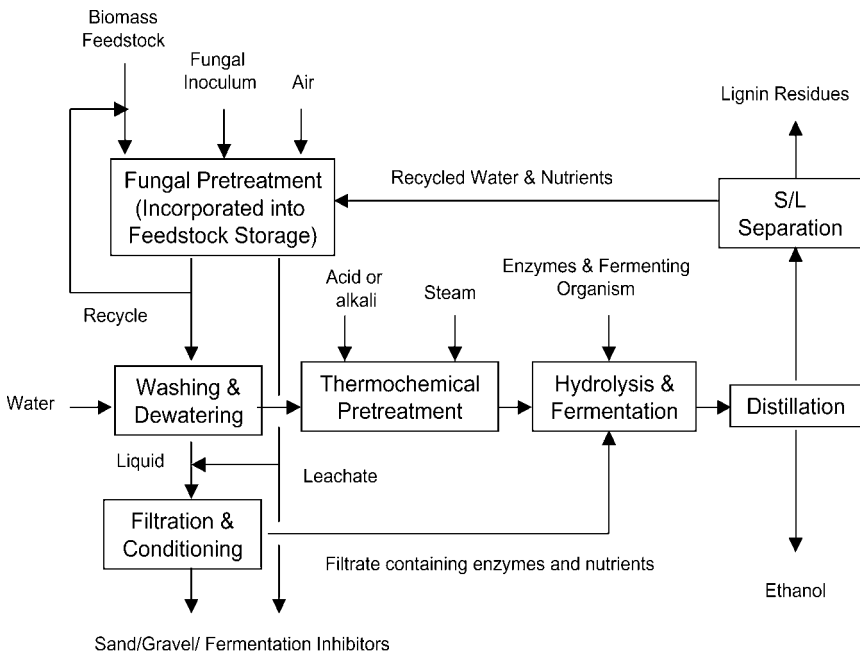 Biomass
Feedstock
Fungal
Inoculum
Air
Lignin Residues
Fungal Pretreatment
(Incorporated into
Feedstock Storage)
Recycled Water & Nutrients
S/L
Separation
Recycle
Acid or
alkali
Steam
Enzymes & Fermenting
Organism
Water
Washing &
Dewatering
Thermochemical
Pretreatment
Hydrolysis &
Fermentation
Distillation
Liquid
Leachate
Filtration &
Conditioning
Filtrate containing enzymes and nutrients
Ethanol
Sand/Gravel/ Fermentation Inhibitors